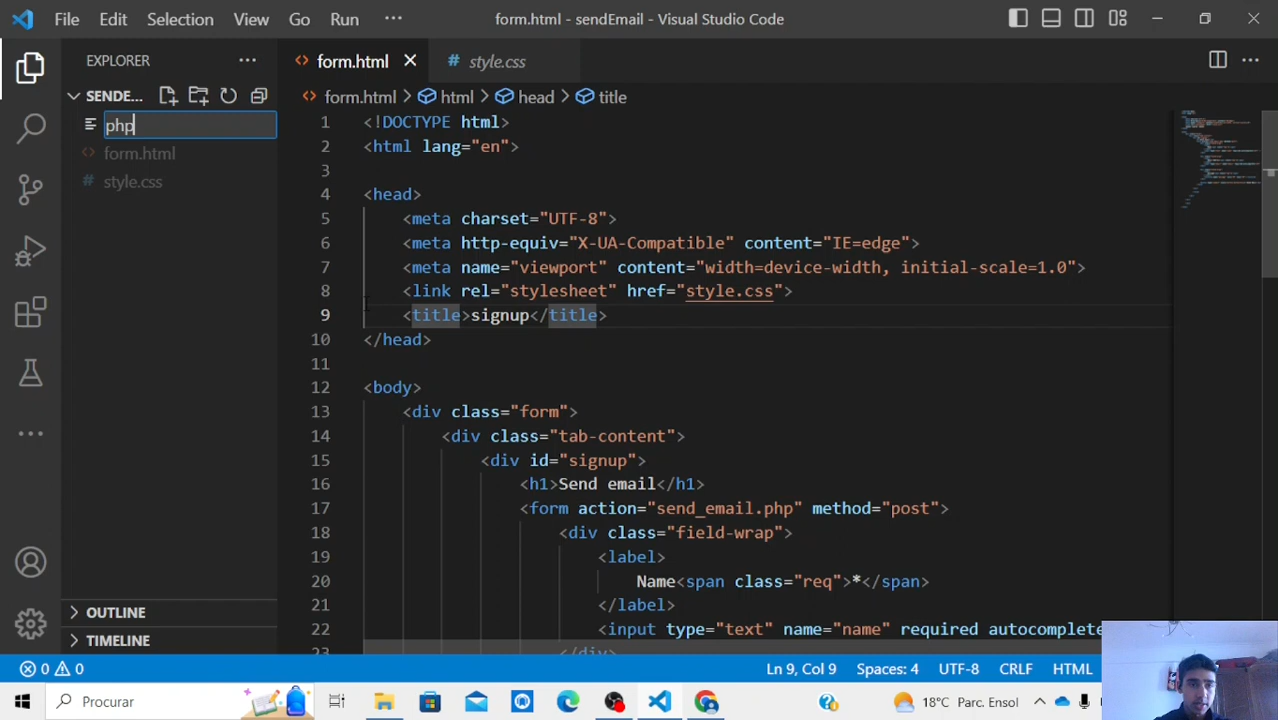 File Edit Selection View Go Run ··· form.html - sendEmail - Visual Studio Code
EXPLORER ···
form.html
style.css
SENDE...
form.html > html > head > title
php
form.html
style.css
1 <!DOCTYPE html>
2 <html lang="en">
3
4 <head>
5 <meta charset="UTF-8">
6 <meta http-equiv="X-UA-Compatible" content="IE=edge">
7 <meta name="viewport" content="width=device-width, initial-scale=1.0">
8 <link rel="stylesheet" href="style.css">
9 <title>signup</title>
10 </head>
11
12 <body>
13 <div class="form">
14 <div class="tab-content">
15 <div id="signup">
16 <h1>Send email</h1>
17 <form action="send_email.php" method="post">
18 <div class="field-wrap">
19 <label>
20 Name<span class="req">*</span>
21 </label>
22 <input type="text" name="name" required autocomplete
23 </div>
OUTLINE
TIMELINE
0 0 Ln 9, Col 9 Spaces: 4 UTF-8 CRLF HTML
Procurar 18°C Parc. Ensol